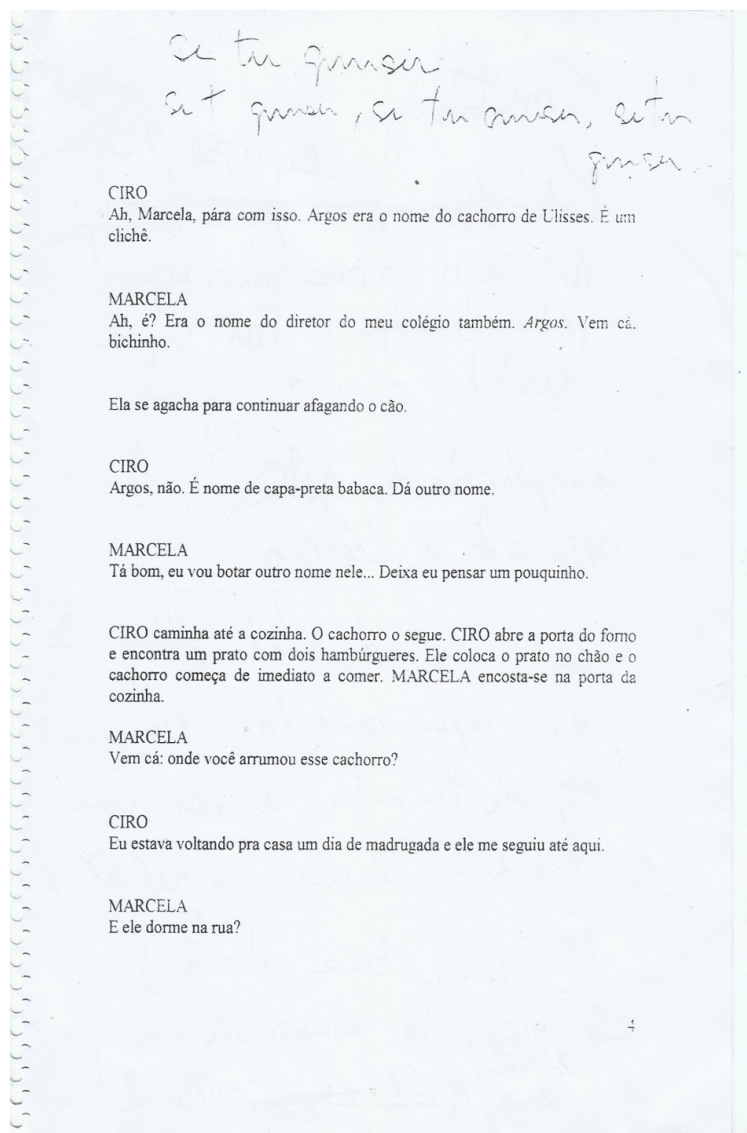 se tu quiser
se t quiser, se tu quiser, se tu
quiser...
CIRO
Ah, Marcela, pára com isso. Argos era o nome do cachorro de Ulisses. É um
clichê.
MARCELA
Ah, é? Era o nome do diretor do meu colégio também. Argos. Vem cá.
bichinho.
Ela se agacha para continuar afagando o cão.
CIRO
Argos, não. É nome de capa-preta babaca. Dá outro nome.
MARCELA
Tá bom, eu vou botar outro nome nele... Deixa eu pensar um pouquinho.
CIRO caminha até a cozinha. O cachorro o segue. CIRO abre a porta do forno
e encontra um prato com dois hambúrgueres. Ele coloca o prato no chão e o
cachorro começa de imediato a comer. MARCELA encosta-se na porta da
cozinha.
MARCELA
Vem cá: onde você arrumou esse cachorro?
CIRO
Eu estava voltando pra casa um dia de madrugada e ele me seguiu até aqui.
MARCELA
E ele dorme na rua?
4